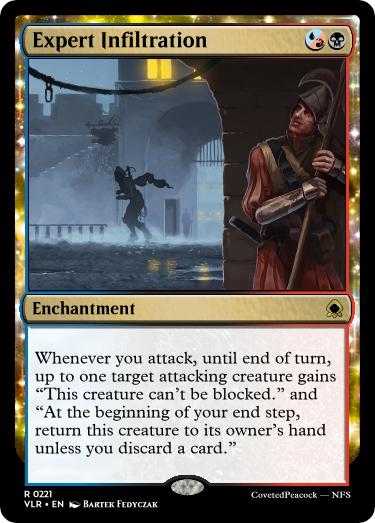 Expert Infiltration
Enchantment
Whenever you attack, until end of turn,
up to one target attacking creature gains
“This creature can't be blocked.” and
“At the beginning of your end step,
return this creature to its owner's hand
unless you discard a card.”
R 0221
VLR • EN Bartek Fedyczak
CovetedPeacock — NFS